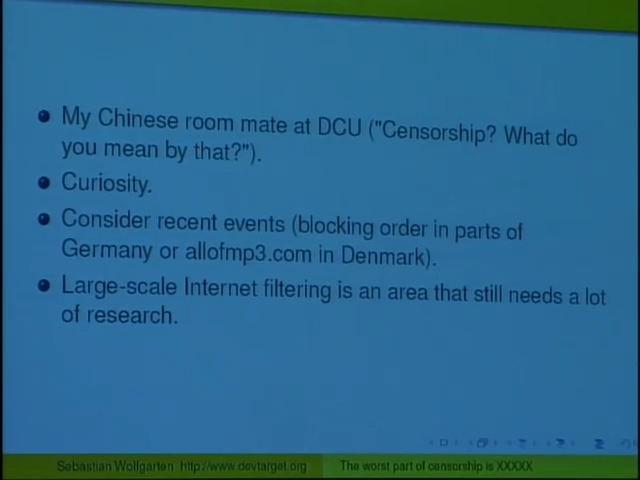 My Chinese room mate at DCU ("Censorship? What do
you mean by that?").
Curiosity.
Consider recent events (blocking order in parts of
Germany or allofmp3.com in Denmark).
Large-scale Internet filtering is an area that still needs a lot
of research.
Sebastian Wolfgarten http://www.devtarget.org
The worst part of censorship is XXXXX